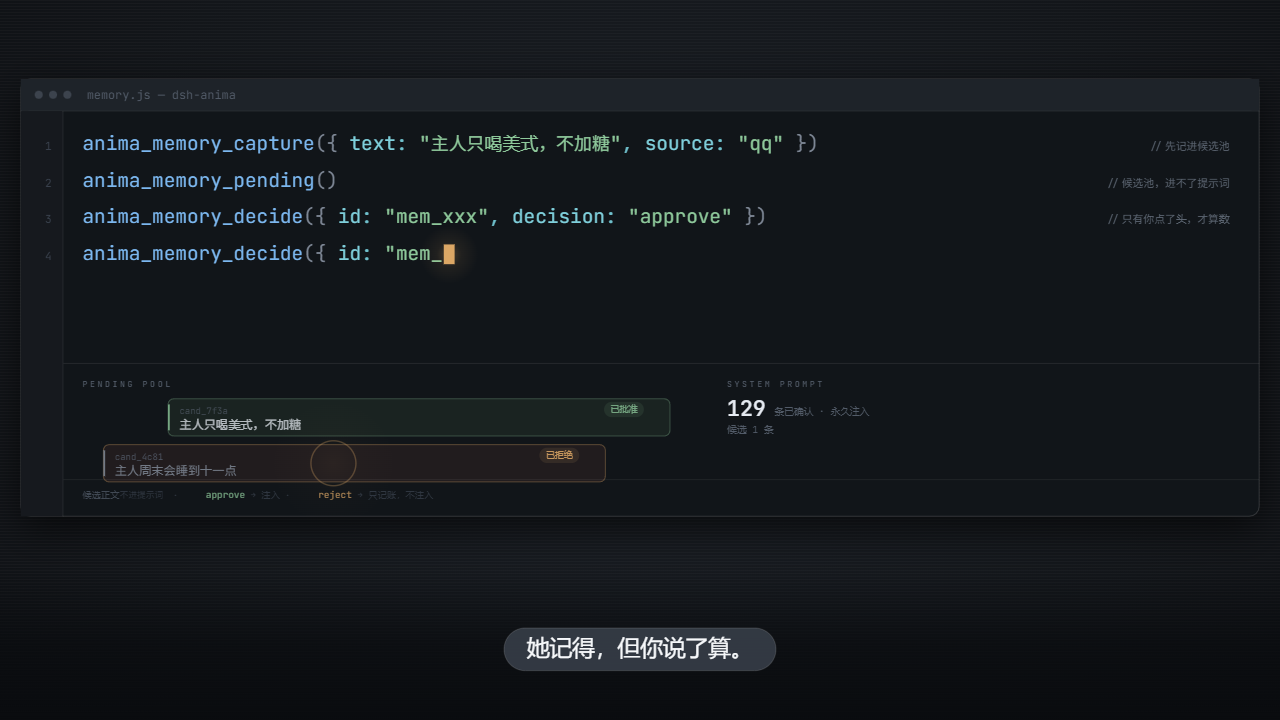 memory.js — dsh-anima
1 anima_memory_capture({ text: "主人只喝美式，不加糖", source: "qq" }) // 先记进候选池
2 anima_memory_pending() // 候选池，进不了提示词
3 anima_memory_decide({ id: "mem_xxx", decision: "approve" }) // 只有你点了头，才算数
4 anima_memory_decide({ id: "mem_
PENDING POOL
cand_7f3a 已批准
主人只喝美式，不加糖
cand_4c81 已拒绝
主人周末会睡到十一点
候选正文不进提示词 · approve → 注入 · reject → 只记账，不注入
SYSTEM PROMPT
129 条已确认 · 永久注入
候选 1 条
她记得，但你说了算。